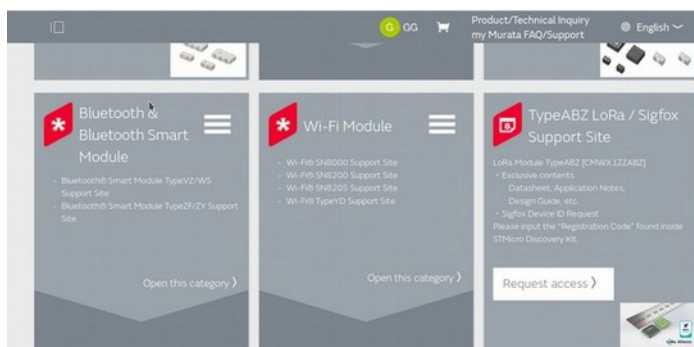 G GG
Product/Technical Inquiry
my Murata FAQ/Support
English
Bluetooth &
Bluetooth Smart
Module
- Bluetooth® Smart Module TypeVZ/WS
Support Site
- Bluetooth® Smart Module TypeZF/ZY Support
Site
Open this category 〉
Wi-Fi Module
- Wi-Fi® SN8000 Support Site
- Wi-Fi® SN8200 Support Site
- Wi-Fi® SN8205 Support Site
- Wi-Fi® TypeYD Support Site
Open this category 〉
TypeABZ LoRa / Sigfox
Support Site
LoRa Module TypeABZ [CMWX1ZZABZ]
• Exclusive contents
Datasheet, Application Notes,
Design Guide, etc.
• Sigfox Device ID Request
Please input the "Registration Code" found inside
STMicro Discovery Kit.
Request access 〉